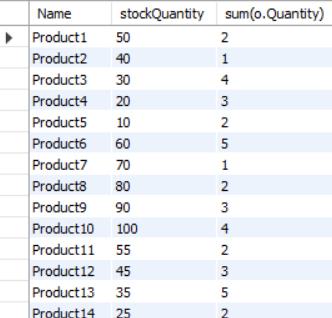 Name stockQuantity sum(o.Quantity)
Product1 50 2
Product2 40 1
Product3 30 4
Product4 20 3
Product5 10 2
Product6 60 5
Product7 70 1
Product8 80 2
Product9 90 3
Product10 100 4
Product11 55 2
Product12 45 3
Product13 35 5
Product14 25 2